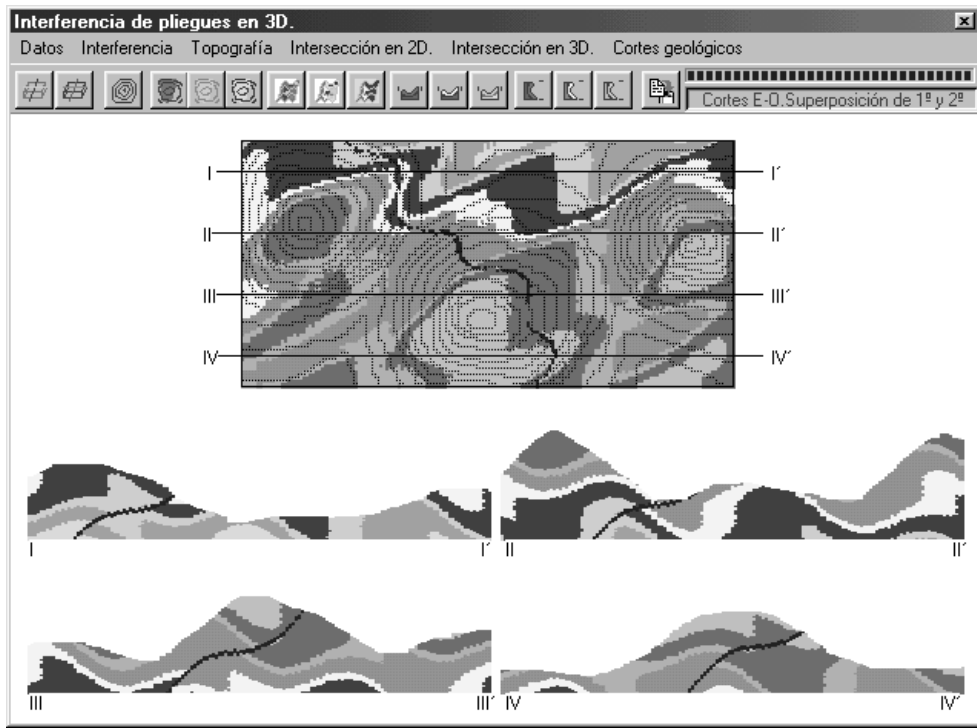 Interferencia de pliegues en 3D.
Datos Interferencia Topografía Intersección en 2D. Intersección en 3D. Cortes geológicos
Cortes E-O.Superposición de 1º y 2º
I I´
II II´
III III´
IV IV´
I I´ II II´
III III´ IV IV´